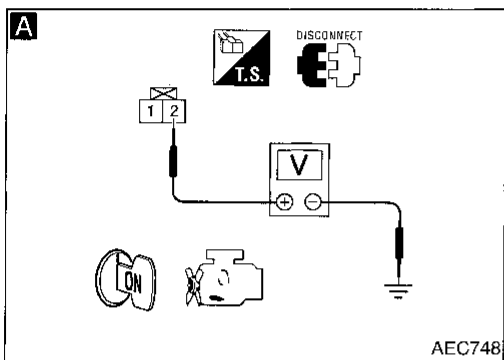 A
T.S.
DISCONNECT
1 2
V
+ −
ON
AEC748